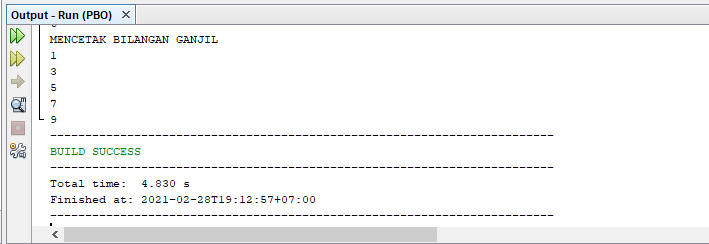 Output - Run (PBO)
MENCETAK BILANGAN GANJIL
1
3
5
7
9
------------------------------------------------------------------------
BUILD SUCCESS
------------------------------------------------------------------------
Total time:  4.830 s
Finished at: 2021-02-28T19:12:57+07:00
------------------------------------------------------------------------